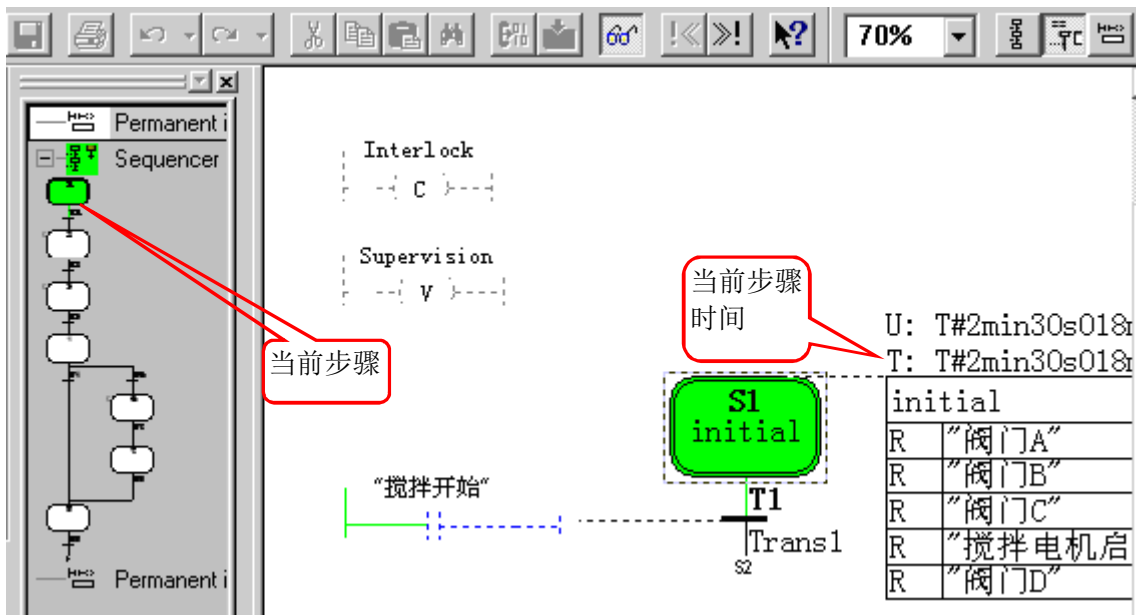 70%
Permanent i
Sequencer
Permanent i
Interlock
C
Supervision
V
当前步骤
当前步骤
时间
U: T#2min30s018m
T: T#2min30s018m
S1
initial
initial
R "阀门A"
R "阀门B"
R "阀门C"
R "搅拌电机启
R "阀门D"
"搅拌开始"
T1
Trans1
S2